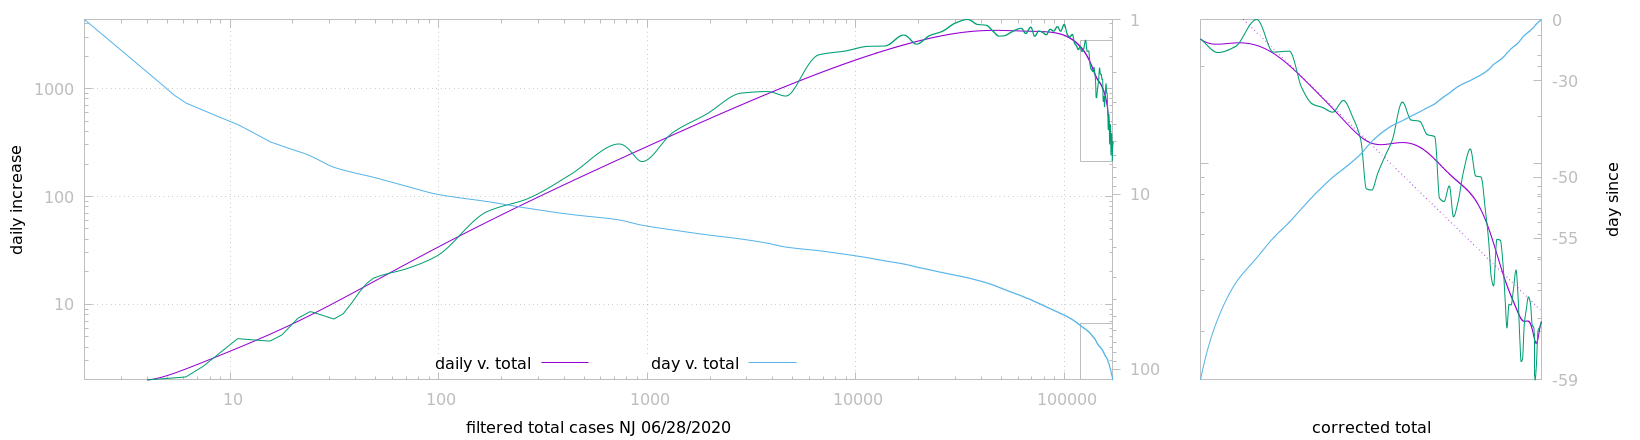 daily increase
1000
100
10
10
100
1000
10000
100000
1
10
100
daily v. total
day v. total
filtered total cases NJ 06/28/2020
0
-30
-50
-55
-59
day since
corrected total